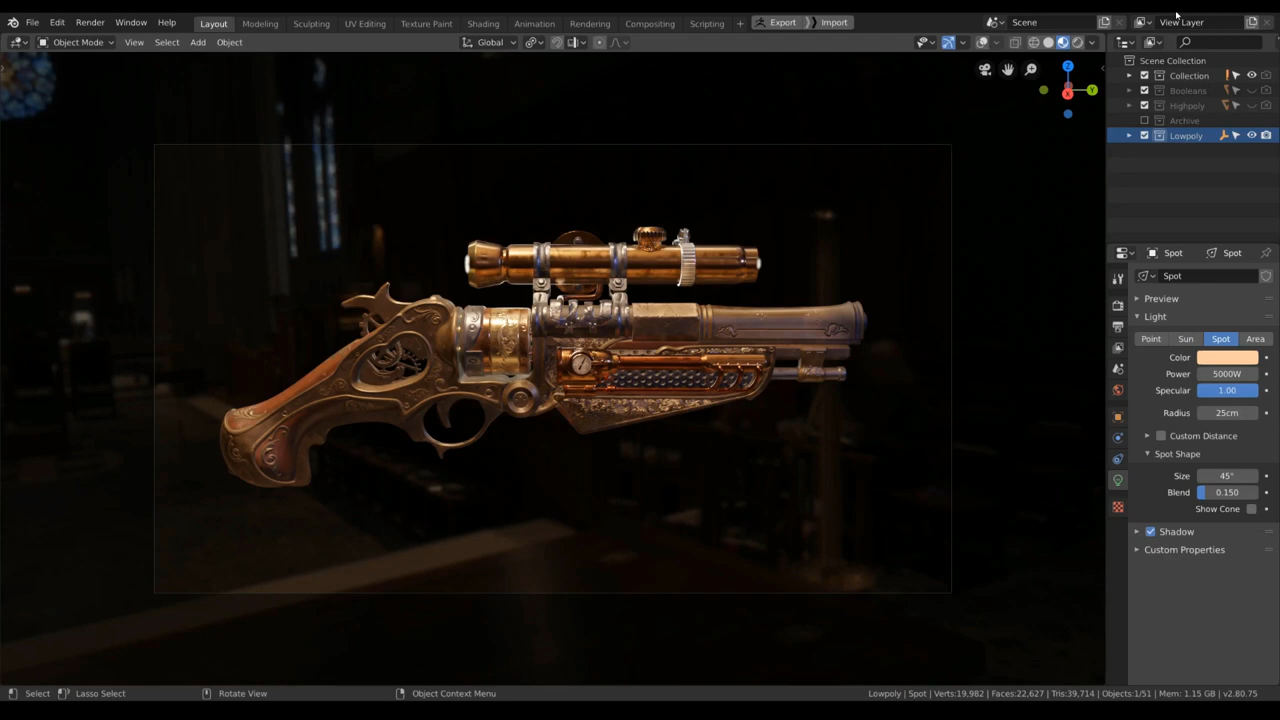 File Edit Render Window Help Layout Modeling Sculpting UV Editing Texture Paint Shading Animation Rendering Compositing Scripting + Export Import Scene View Layer
Object Mode View Select Add Object Global
Scene Collection
Collection
Booleans
Highpoly
Archive
Lowpoly
Z
Y
X
Spot Spot
Spot
Preview
Light
Point Sun Spot Area
Color
Power 5000W
Specular 1.00
Radius 25cm
Custom Distance
Spot Shape
Size 45°
Blend 0.150
Show Cone
Shadow
Custom Properties
Select Lasso Select Rotate View Object Context Menu Lowpoly | Spot | Verts:19,982 | Faces:22,627 | Tris:39,714 | Objects:1/51 | Mem: 1.15 GB | v2.80.75